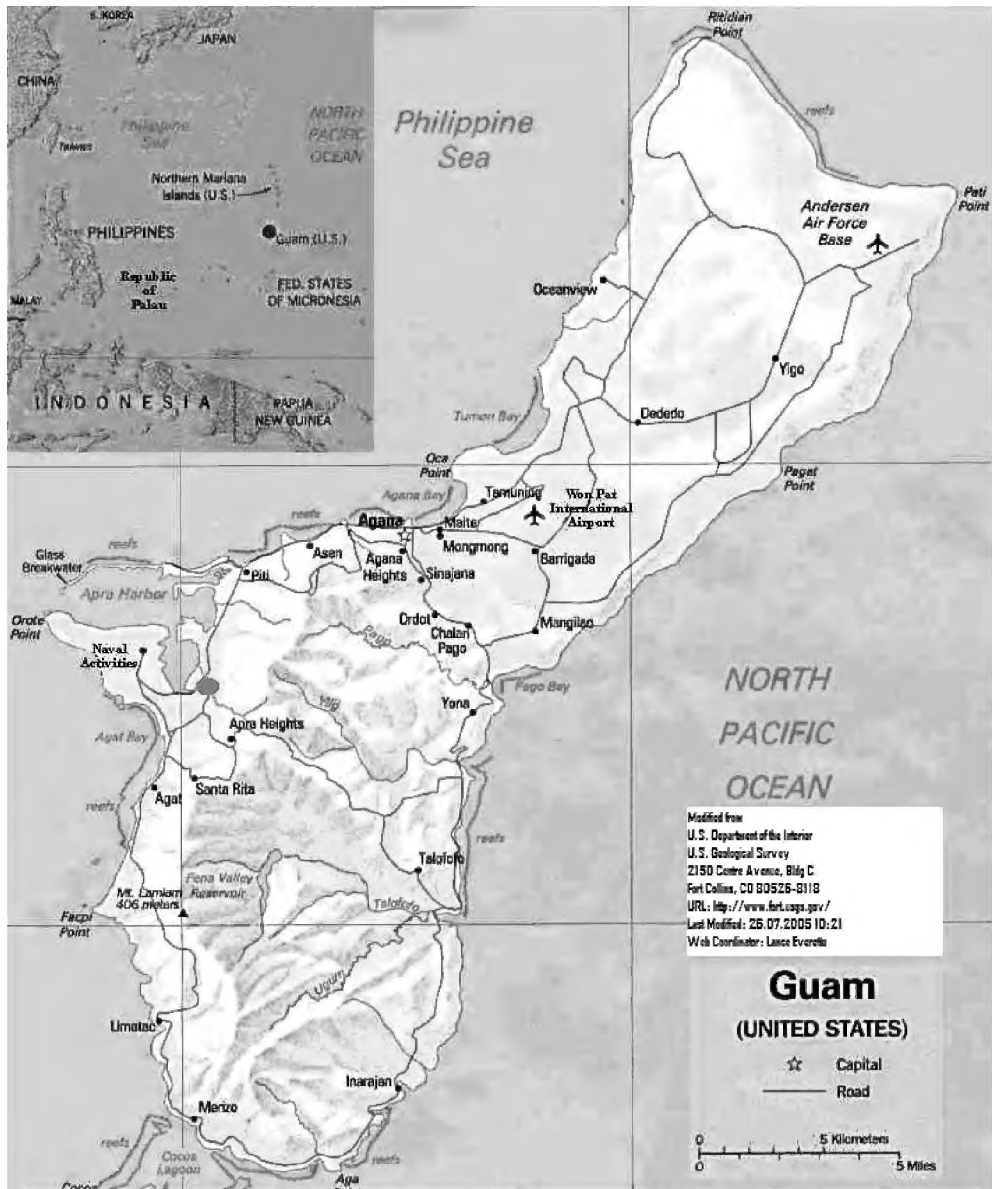 S. KOREA
JAPAN
CHINA
Philippine
Sea
NORTH
PACIFIC
OCEAN
TAIWAN
Northern Mariana
Islands (U.S.)
PHILIPPINES
Guam (U.S.)
Republic
of
Palau
FED. STATES
OF MICRONESIA
MALAY
INDONESIA
PAPUA
NEW GUINEA
Philippine
Sea
Ritidian
Point
reefs
Pati
Point
Andersen
Air Force
Base
Oceanview
Yigo
Tumon Bay
Dededo
Oca
Point
Pagat
Point
Agana Bay
Tamuning
Won Pat
International
Airport
reefs
Agana
Maite
Mongmong
reefs
Asan
Agana
Heights
Barrigada
Glass
Breakwater
Piti
Sinajana
Apra Harbor
Orote
Point
Ordot
Chalan
Pago
Mangilao
Pago
Naval
Activities
Pago Bay
NORTH
PACIFIC
OCEAN
Ylig
Yona
Agat Bay
Apra Heights
Santa Rita
Agat
reefs
reefs
Talofofo
Fena Valley
Reservoir
Mt. Lamlam
406 meters
Talofofo
Facpi
Point
Ugum
Umatac
Inarajan
Merizo
reefs
Cocos
Lagoon
reefs
Cocos
Aga
Modified from
U.S. Department of the Interior
U.S. Geological Survey
2150 Centre Avenue, Bldg C
Fort Collins, CO 80526-8118
URL: http://www.fort.usgs.gov/
Last Modified: 26.07.2005 10:21
Web Coordinator: Lance Everette
Guam
(UNITED STATES)
Capital
Road
0 5 Kilometers
0 5 Miles